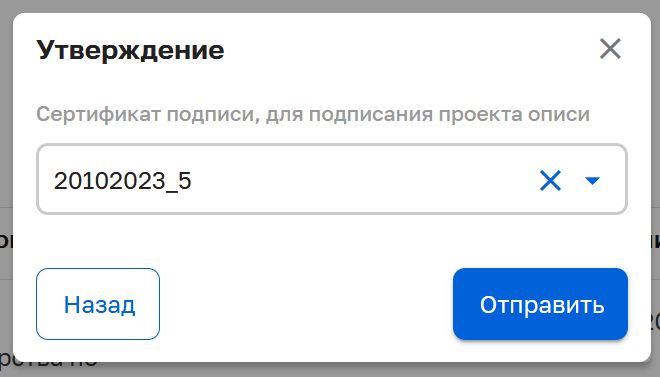 Утверждение
Сертификат подписи, для подписания проекта описи
20102023_5
Назад
Отправить